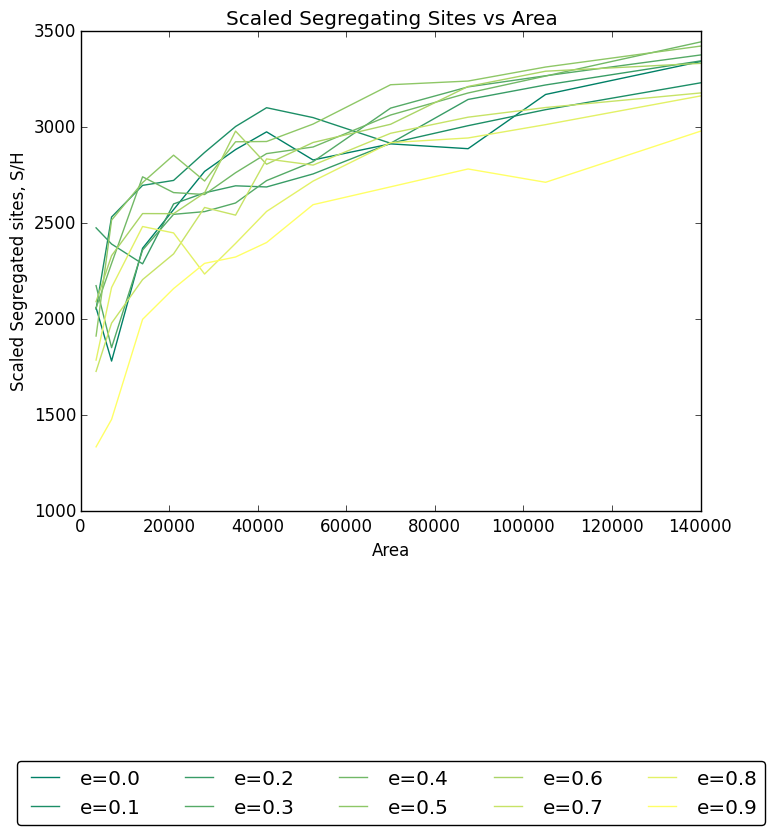 Scaled Segregating Sites vs Area
Scaled Segregated sites, S/H
3500
3000
2500
2000
1500
1000
0 20000 40000 60000 80000 100000 120000 140000
Area
e=0.0 e=0.2 e=0.4 e=0.6 e=0.8
e=0.1 e=0.3 e=0.5 e=0.7 e=0.9